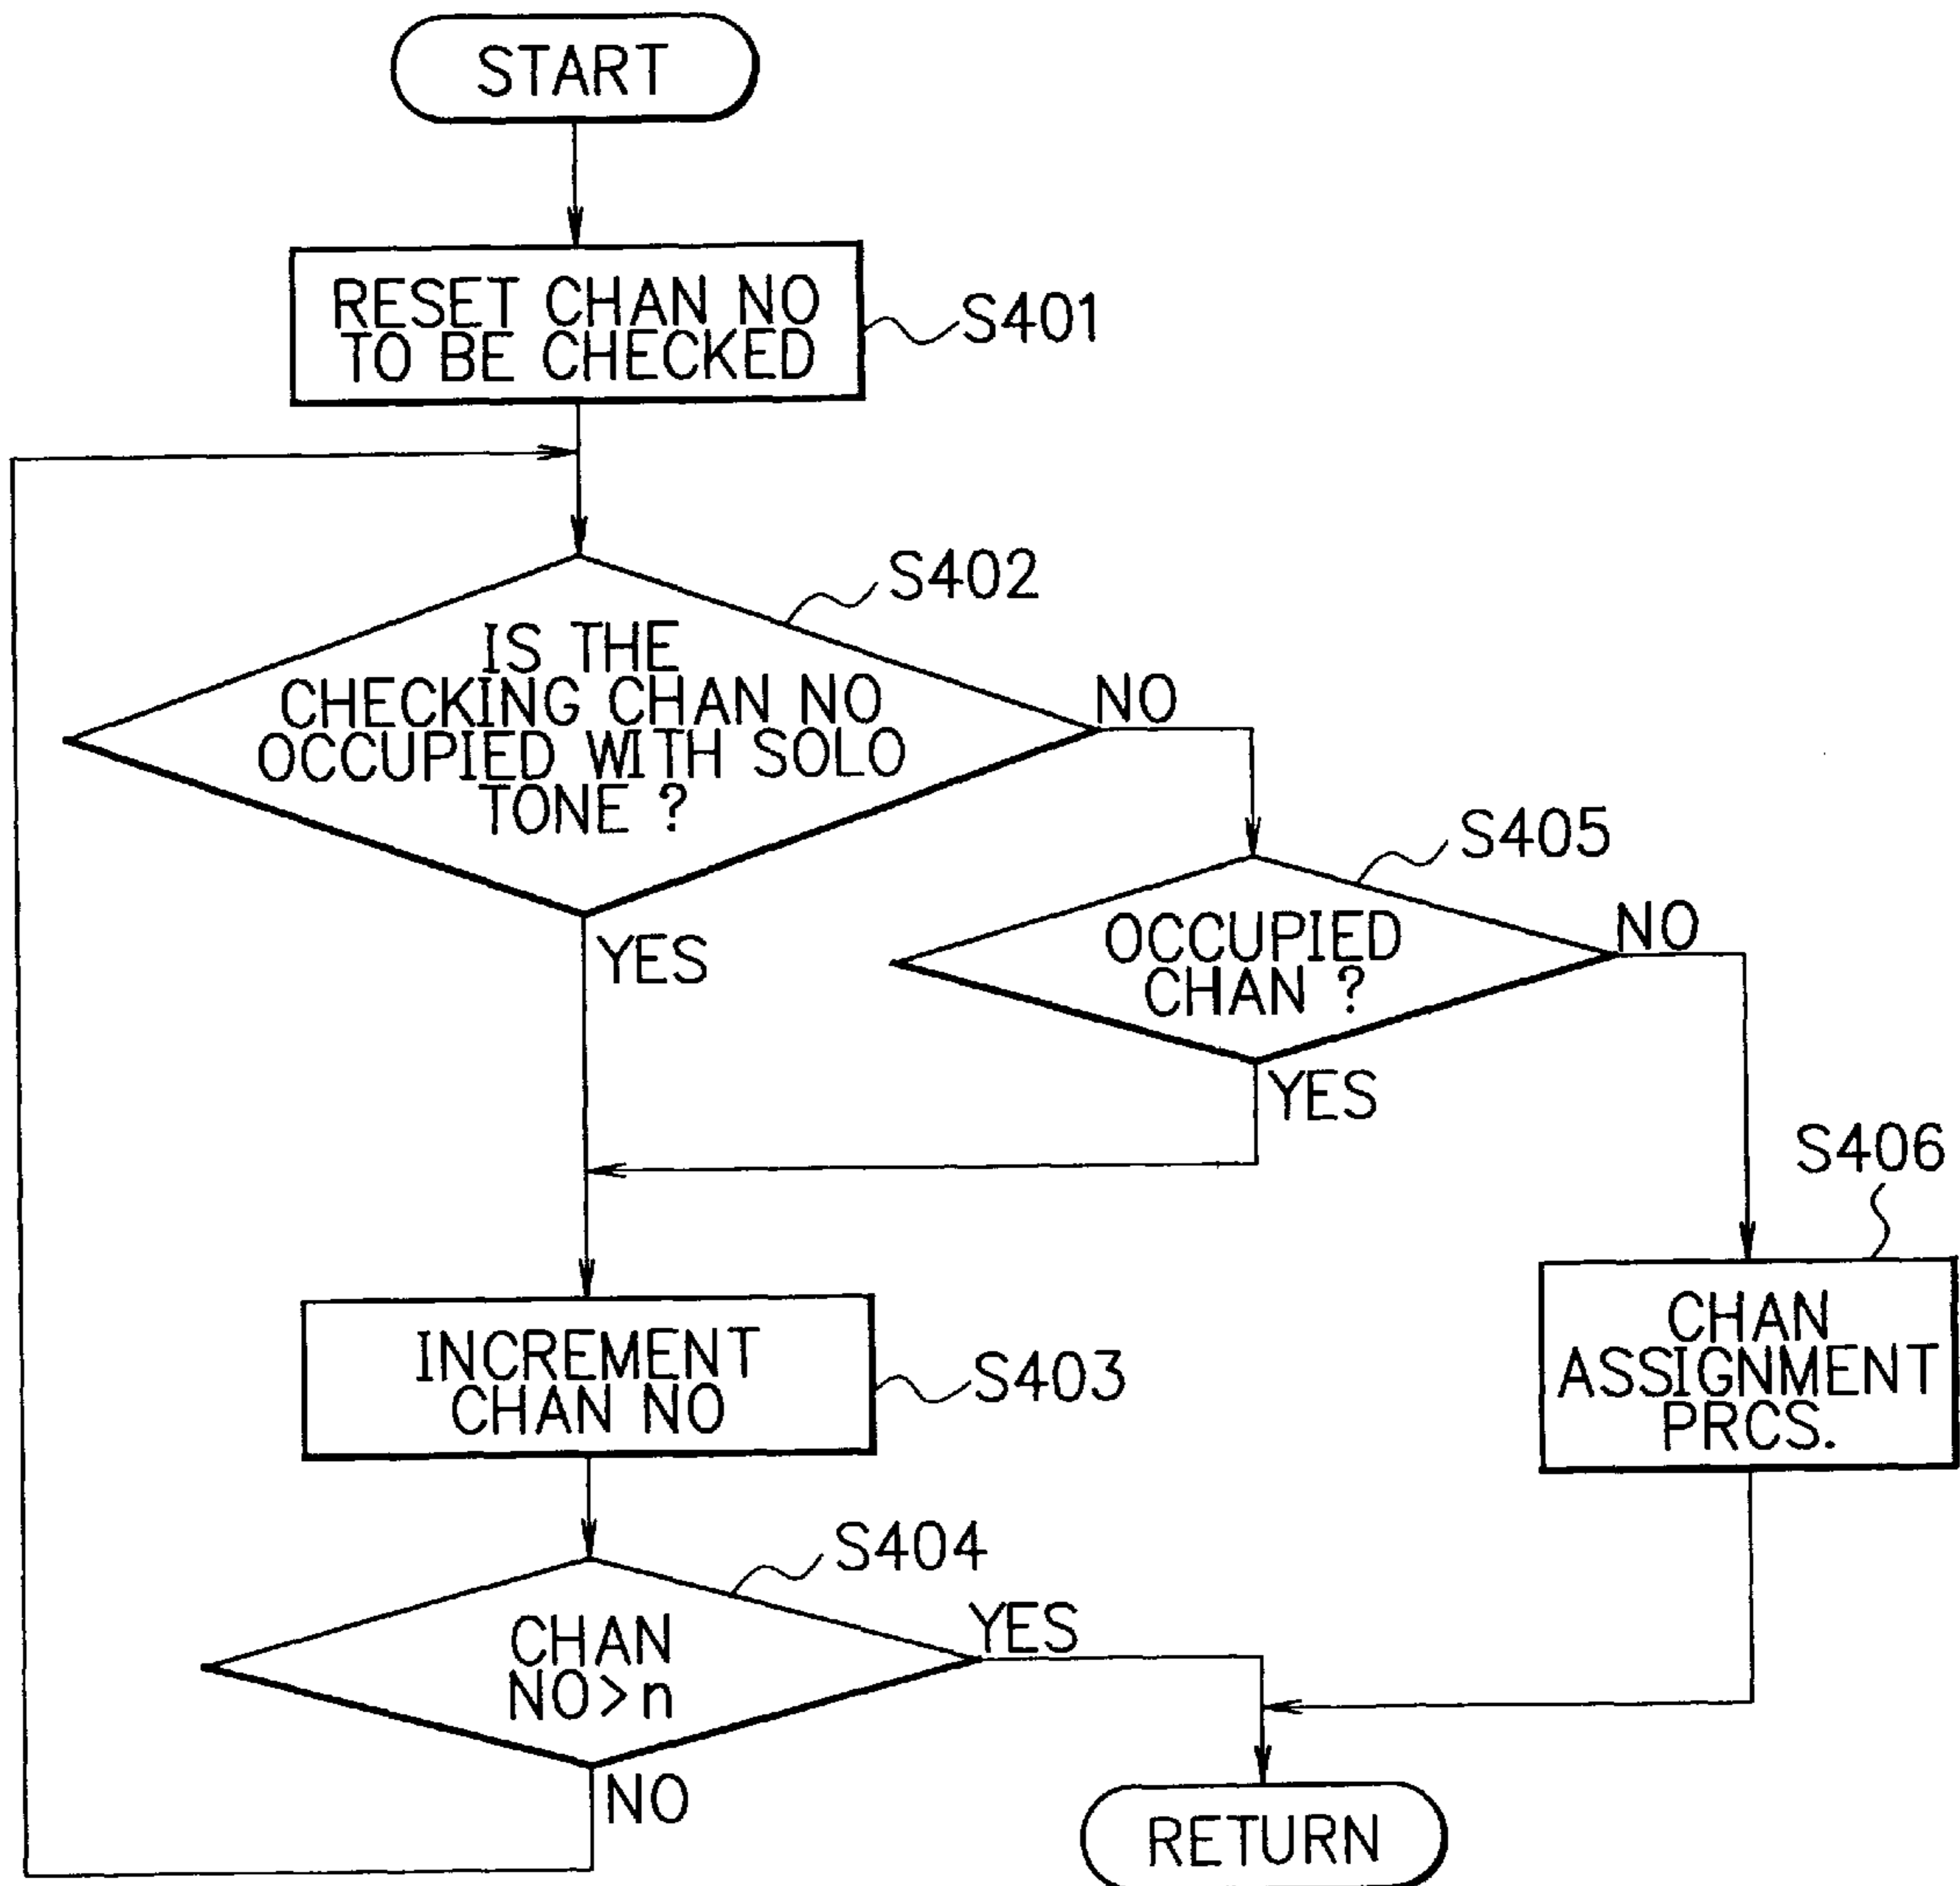 START
RESET CHAN NO
TO BE CHECKED
S401
S402
IS THE
CHECKING CHAN NO
OCCUPIED WITH SOLO
TONE ?
NO
YES
S405
OCCUPIED
CHAN ?
NO
YES
S406
CHAN
ASSIGNMENT
PRCS.
INCREMENT
CHAN NO
S403
S404
CHAN
NO>n
YES
NO
RETURN